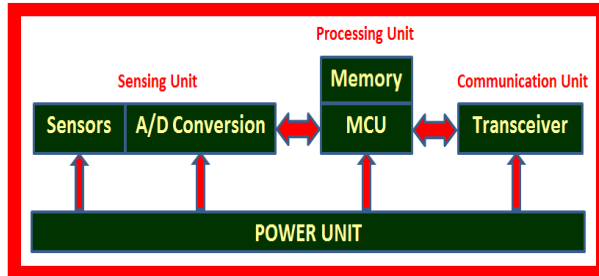 Processing Unit
Sensing Unit
Memory
Communication Unit
Sensors
A/D Conversion
MCU
Transceiver
POWER UNIT